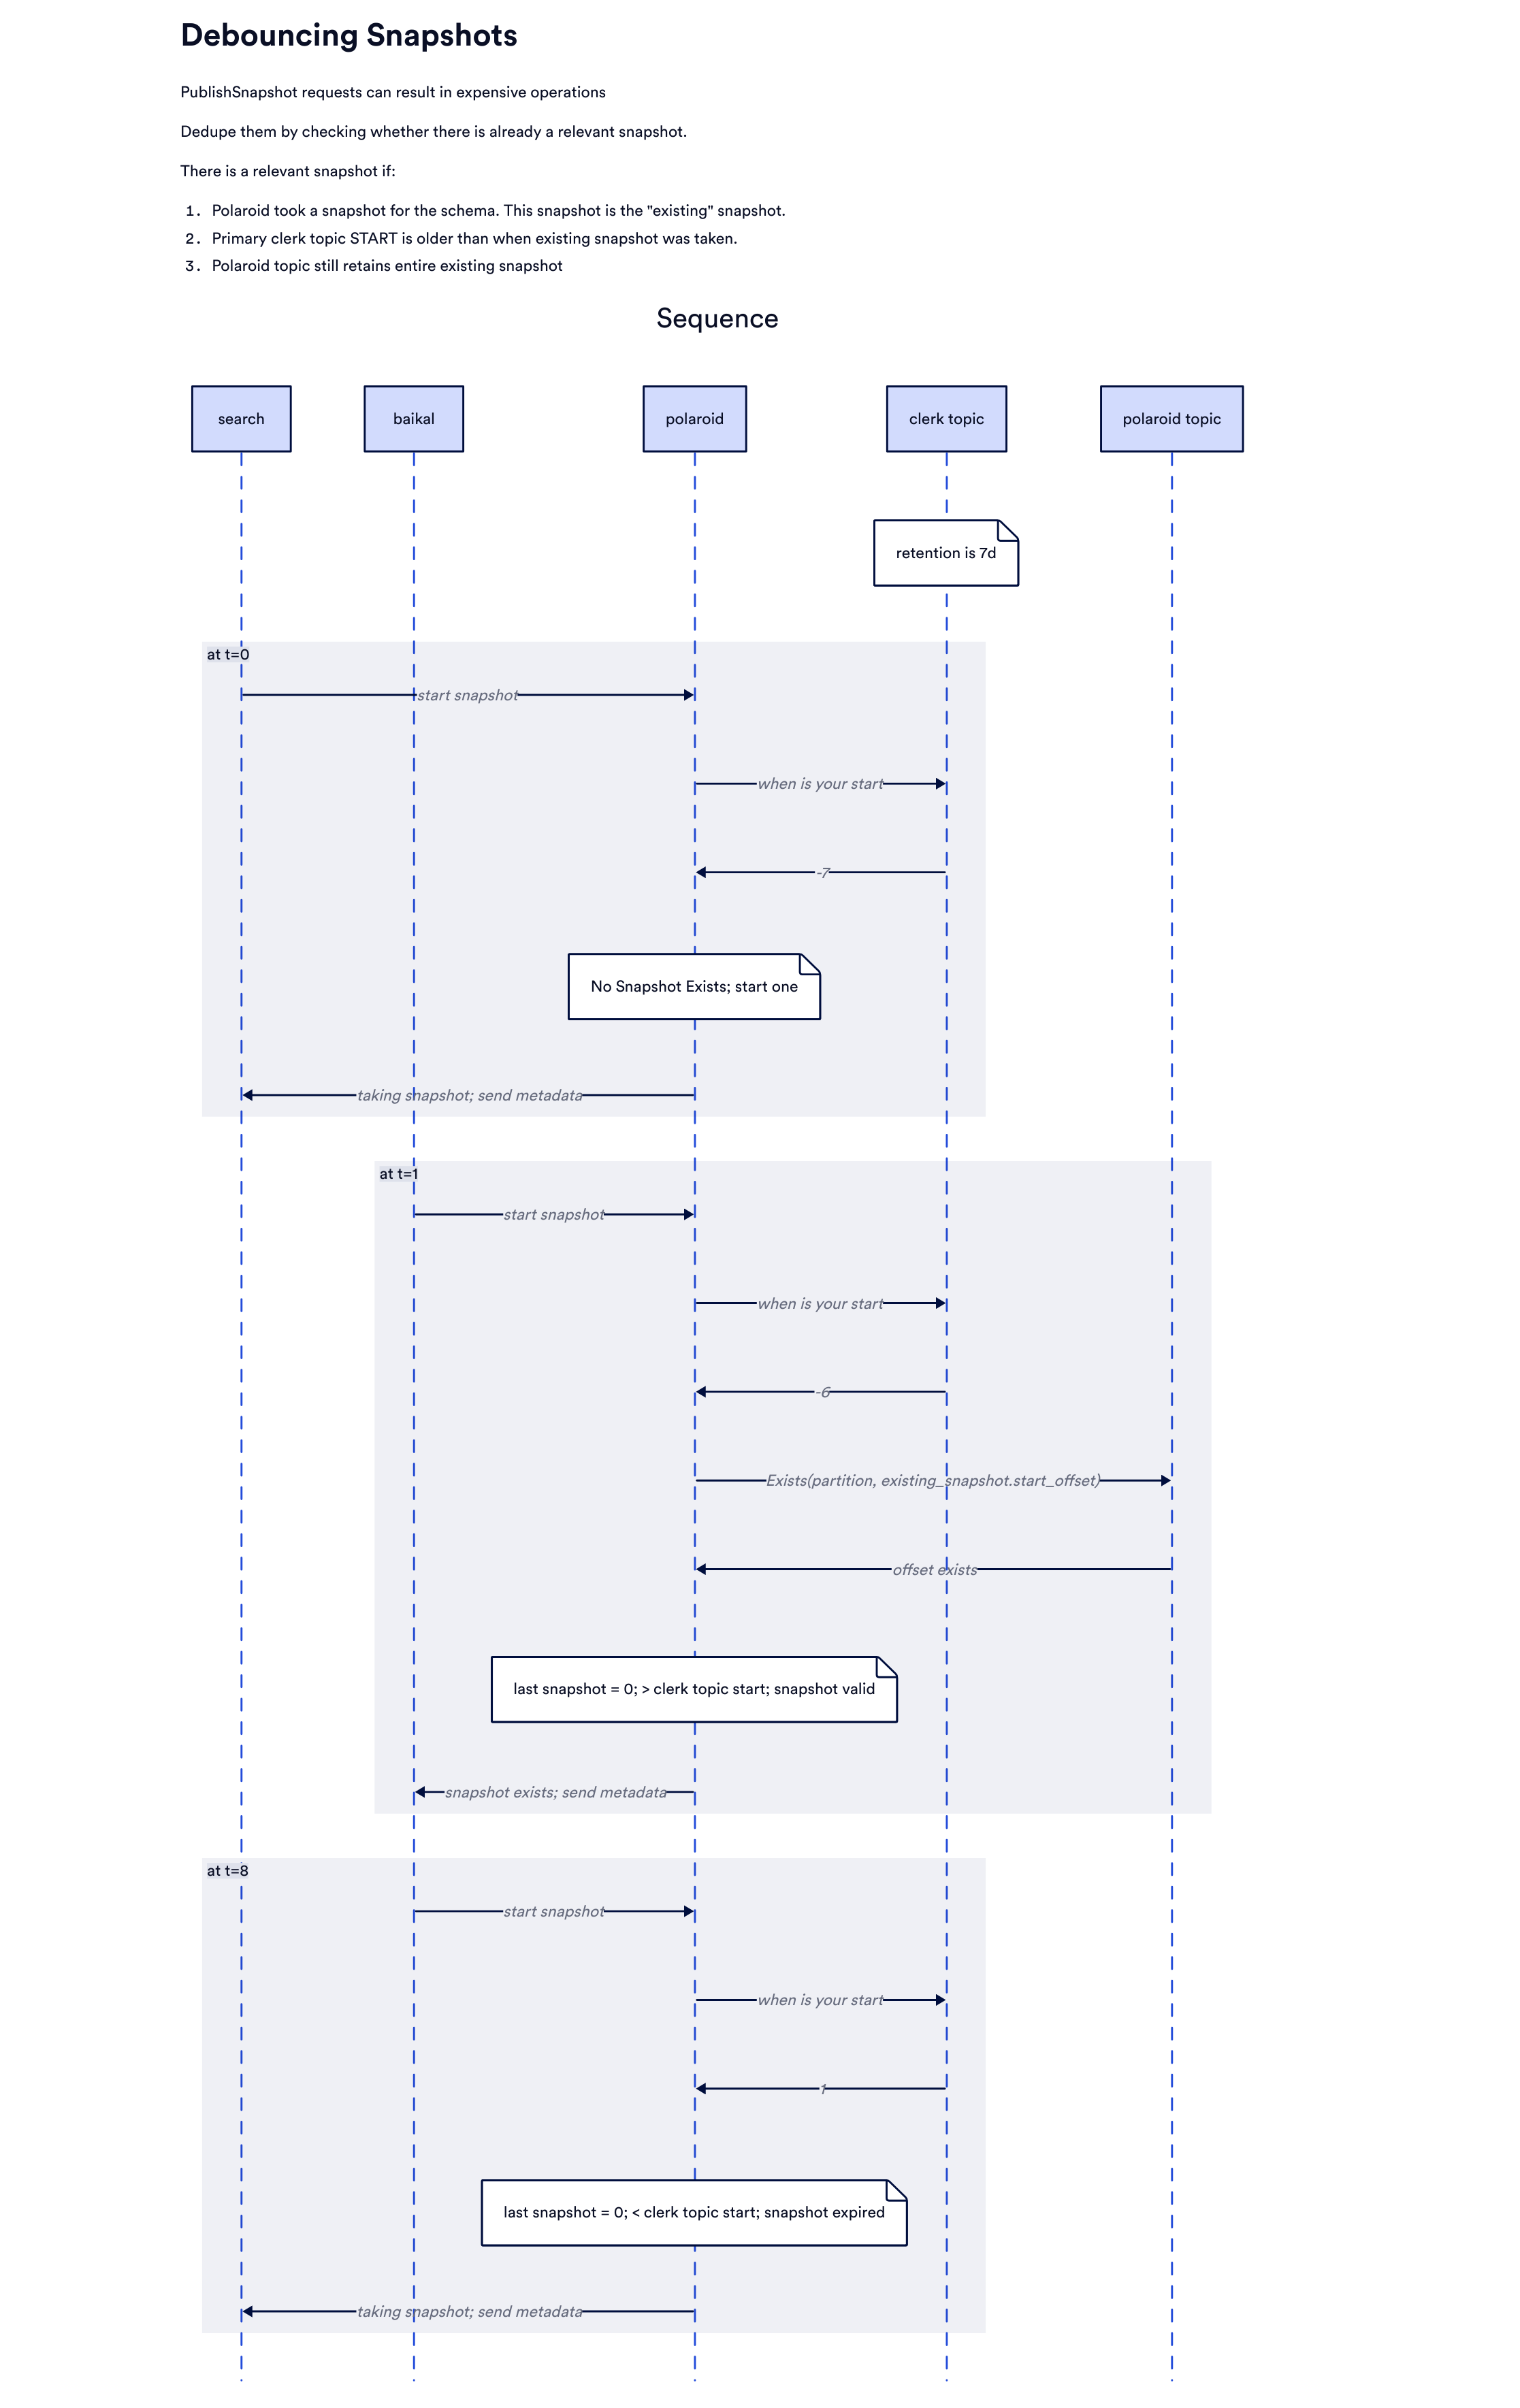 Debouncing Snapshots
PublishSnapshot requests can result in expensive operations
Dedupe them by checking whether there is already a relevant snapshot.
There is a relevant snapshot if:
1. Polaroid took a snapshot for the schema. This snapshot is the "existing" snapshot.
2. Primary clerk topic START is older than when existing snapshot was taken.
3. Polaroid topic still retains entire existing snapshot
Sequence
search
baikal
polaroid
clerk topic
polaroid topic
retention is 7d
at t=0
start snapshot
when is your start
-7
No Snapshot Exists; start one
taking snapshot; send metadata
at t=1
start snapshot
when is your start
-6
Exists(partition, existing_snapshot.start_offset)
offset exists
last snapshot = 0; > clerk topic start; snapshot valid
snapshot exists; send metadata
at t=8
start snapshot
when is your start
1
last snapshot = 0; < clerk topic start; snapshot expired
taking snapshot; send metadata